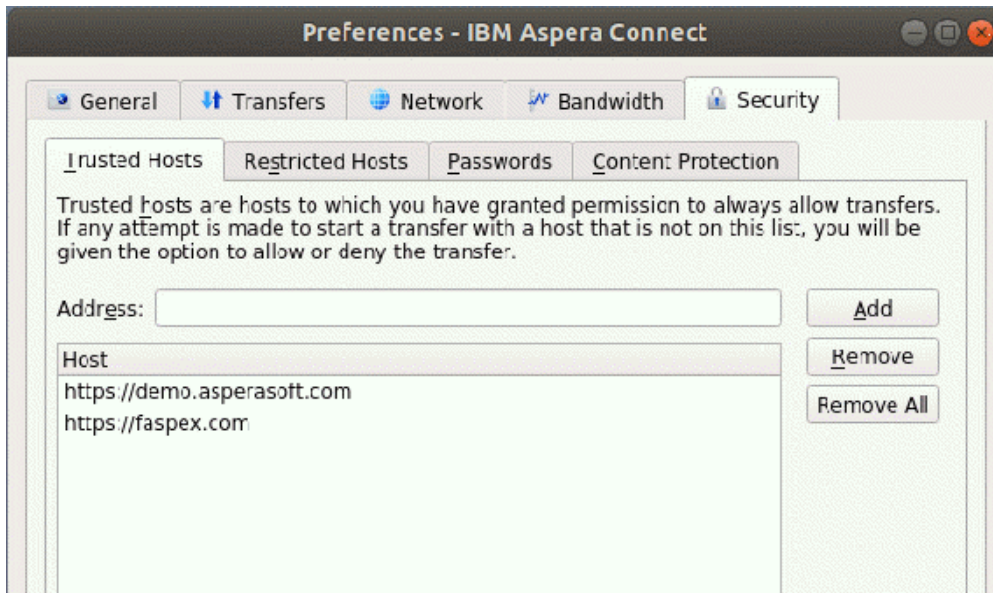 Preferences - IBM Aspera Connect
General Transfers Network Bandwidth Security
Trusted Hosts Restricted Hosts Passwords Content Protection
Trusted hosts are hosts to which you have granted permission to always allow transfers.
If any attempt is made to start a transfer with a host that is not on this list, you will be
given the option to allow or deny the transfer.
Address: Add
Host Remove
https://demo.asperasoft.com Remove All
https://faspex.com